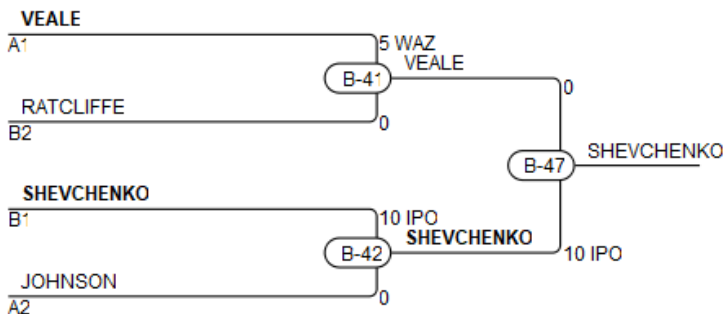 VEALE
A1
5 WAZ
B-41
VEALE
0
RATCLIFFE
B2
0
B-47
SHEVCHENKO
SHEVCHENKO
B1
10 IPO
B-42
SHEVCHENKO
10 IPO
JOHNSON
A2
0